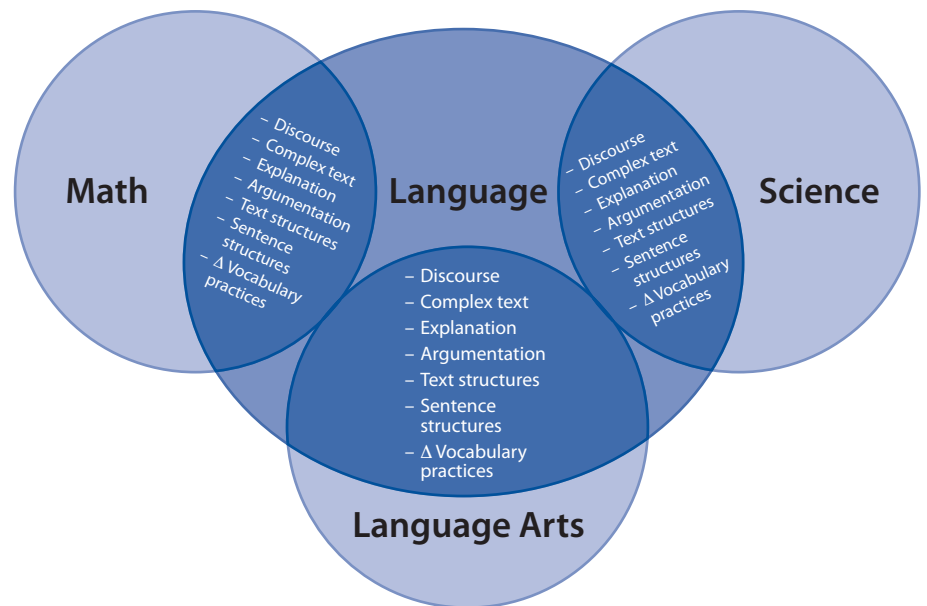 Math
– Discourse
– Complex text
– Explanation
– Argumentation
– Text structures
– Sentence
structures
– Δ Vocabulary
practices
Language
– Discourse
– Complex text
– Explanation
– Argumentation
– Text structures
– Sentence
structures
– Δ Vocabulary
practices
Science
– Discourse
– Complex text
– Explanation
– Argumentation
– Text structures
– Sentence
structures
– Δ Vocabulary
practices
Language Arts